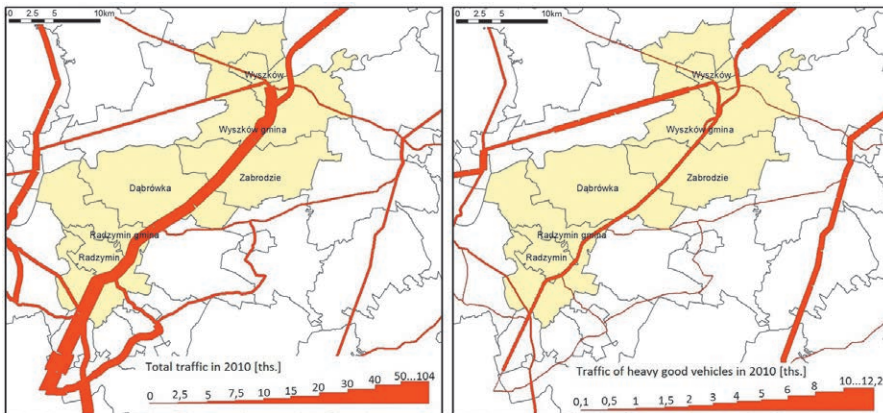 0 2.5 5 10km
Wyszków
Wyszków gmina
Dąbrówka
Zabrodzie
Radzymin gmina
Radzymin
Total traffic in 2010 [ths.]
0 2,5 5 7,5 10 15 20 30 40 50...104
0 2.5 5 10km
Wyszków
Wyszków gmina
Dąbrówka
Zabrodzie
Radzymin gmina
Radzymin
Traffic of heavy good vehicles in 2010 [ths.]
0,1 0,5 1 1,5 2 3 4 5 6 8 10...12,2